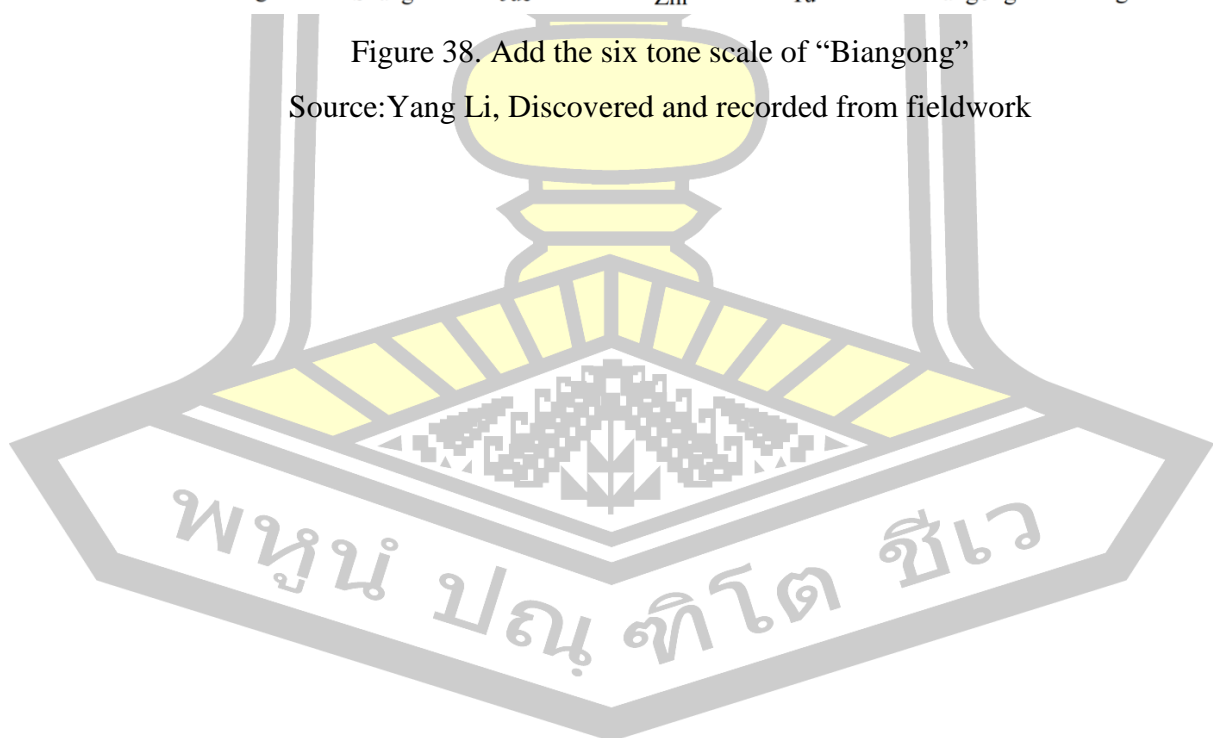 Figure 38. Add the six tone scale of “Biangong”
Source:Yang Li, Discovered and recorded from fieldwork
พหูนํ ปณฺฑิโต ชีเว